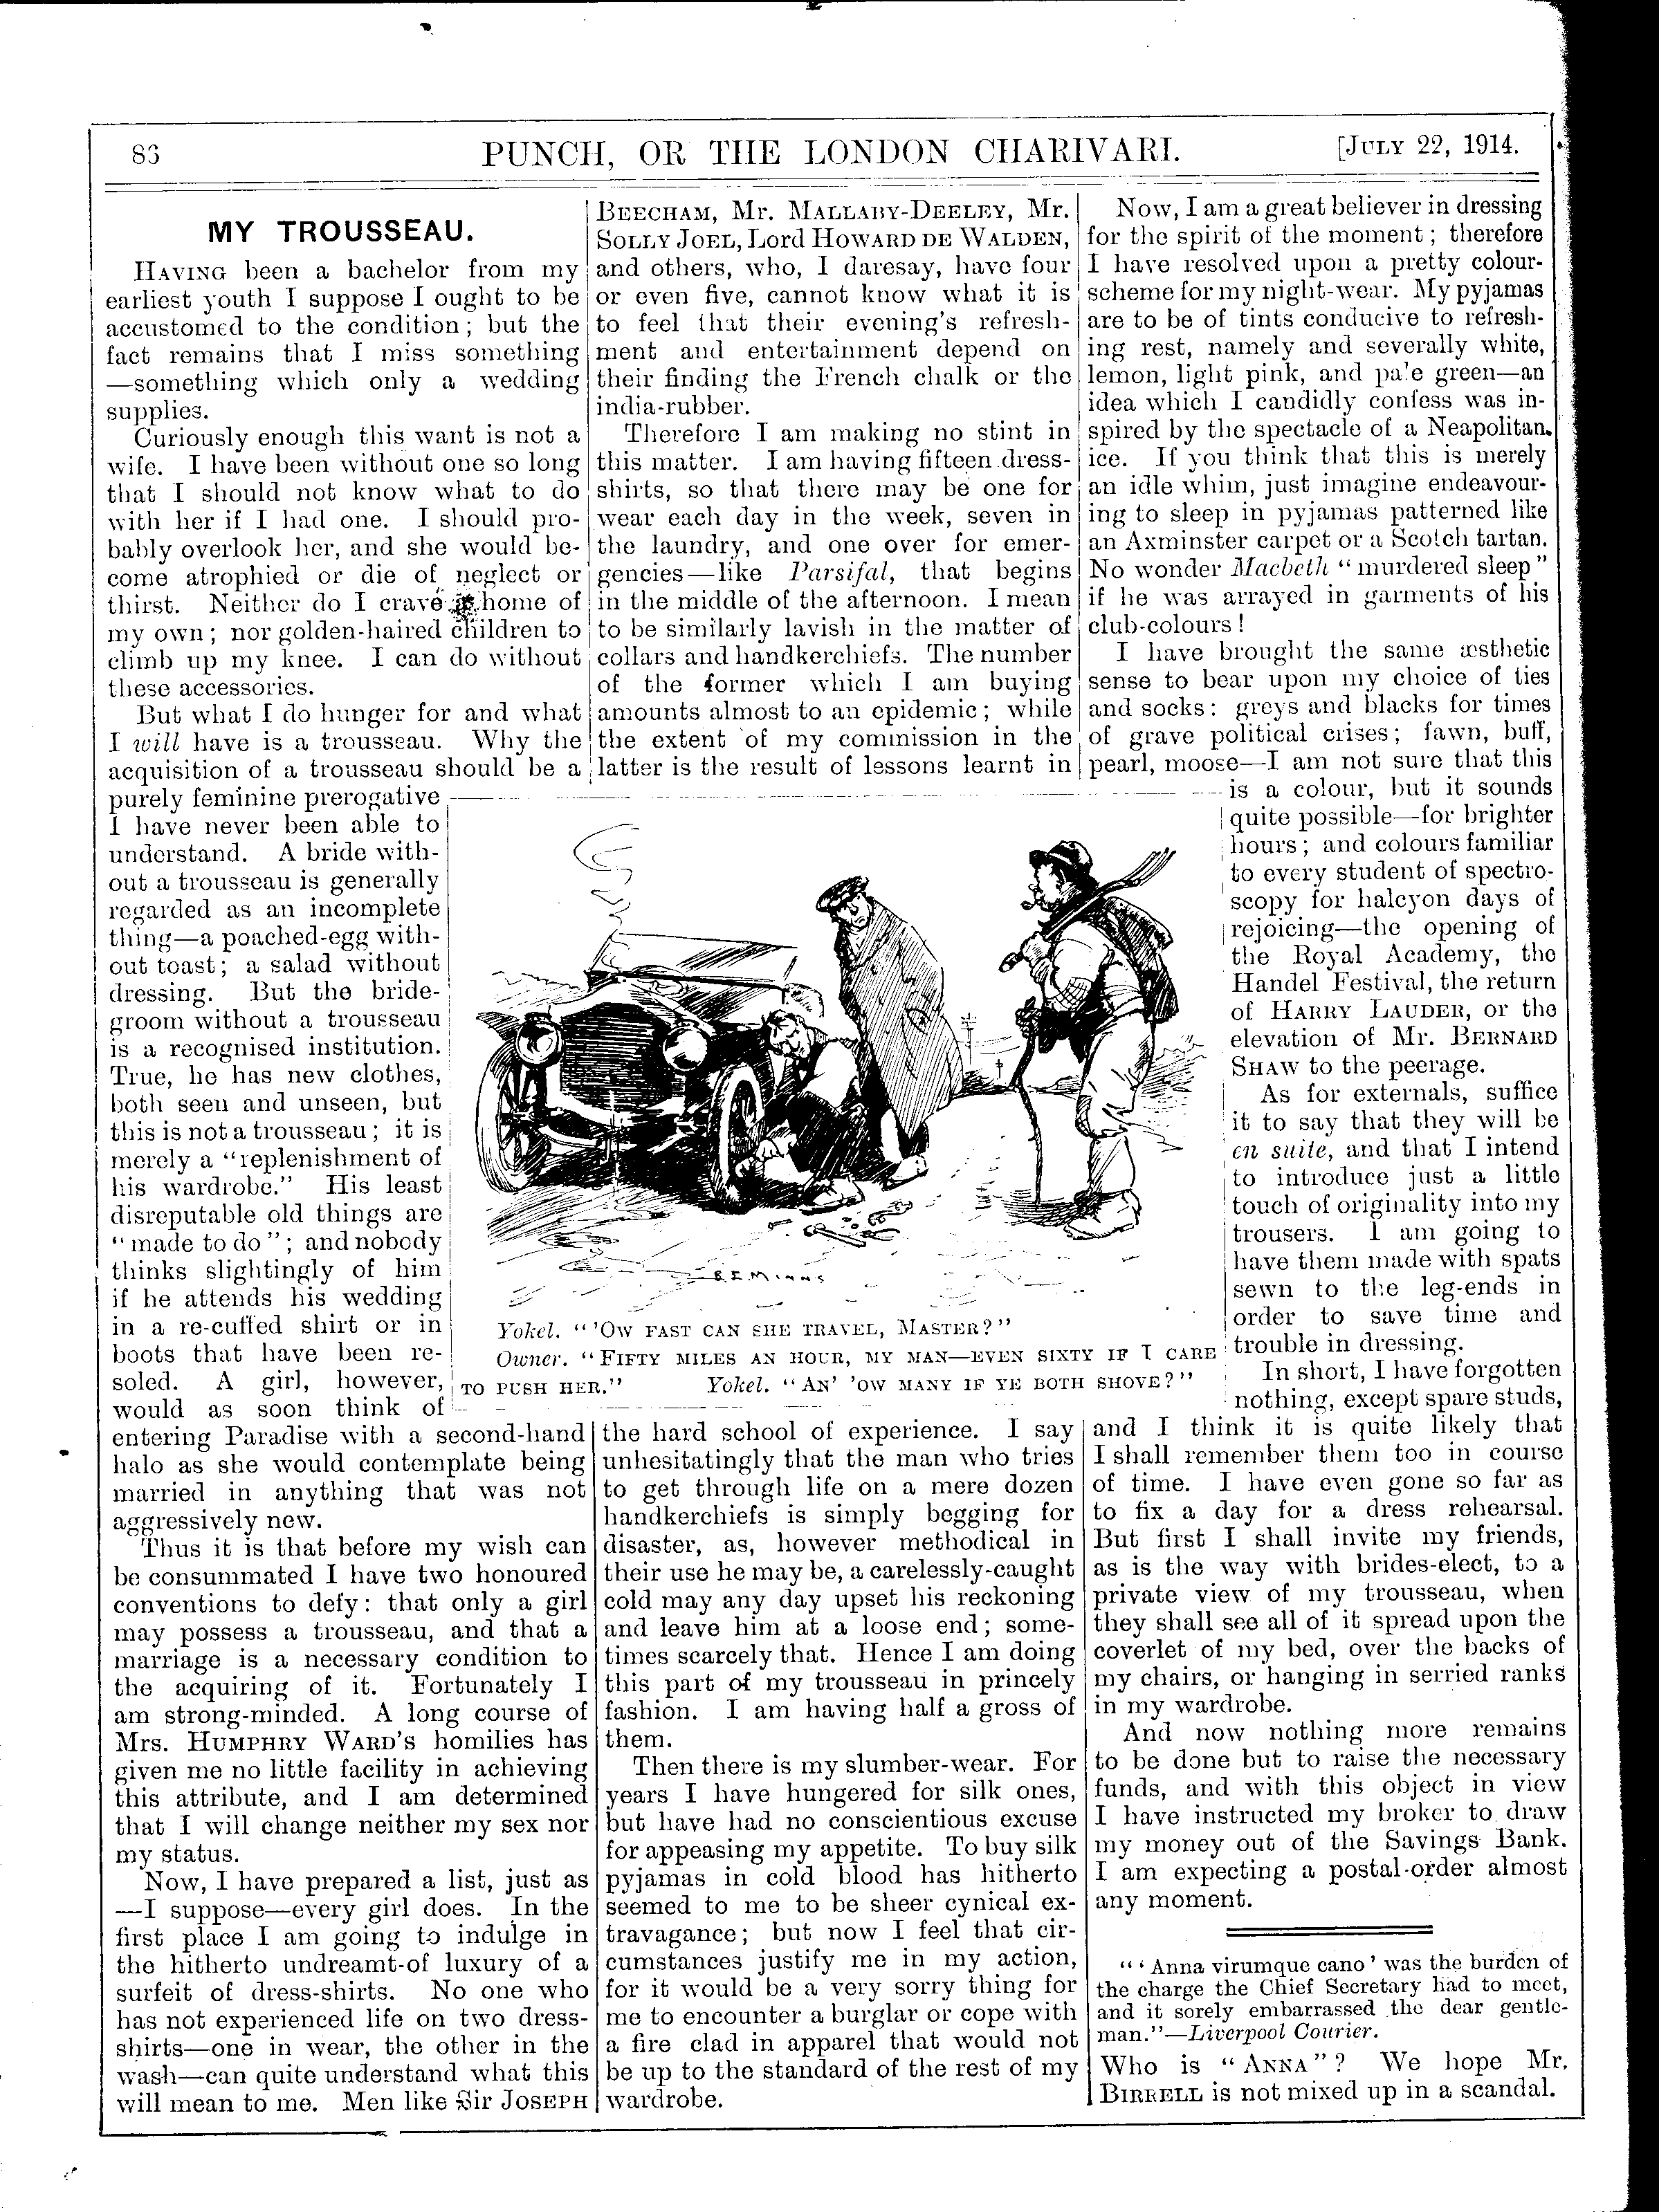 86
PUNCH, OR THE LONDON CHARIVARI.
[JULY 22, 1914.
MY TROUSSEAU.
HAVING been a bachelor from my
earliest youth I suppose I ought to be
accustomed to the condition; but the
fact remains that I miss something
—something which only a wedding
supplies.
Curiously enough this want is not a
wife. I have been without one so long
that I should not know what to do
with her if I had one. I should pro-
bably overlook her, and she would be-
come atrophied or die of neglect or
thirst. Neither do I crave home of
my own; nor golden-haired children to
climb up my knee. I can do without
these accessories.
But what I do hunger for and what
I will have is a trousseau. Why the
acquisition of a trousseau should be a
purely feminine prerogative
I have never been able to
understand. A bride with-
out a trousseau is generally
regarded as an incomplete
thing—a poached-egg with-
out toast; a salad without
dressing. But the bride-
groom without a trousseau
is a recognised institution.
True, he has new clothes,
both seen and unseen, but
this is not a trousseau; it is
merely a "replenishment of
his wardrobe." His least
disreputable old things are
"made to do"; and nobody
thinks slightingly of him
if he attends his wedding
in a re-cuffed shirt or in
boots that have been re-
soled. A girl, however,
would as soon think of
entering Paradise with a second-hand
halo as she would contemplate being
married in anything that was not
aggressively new.
Thus it is that before my wish can
be consummated I have two honoured
conventions to defy: that only a girl
may possess a trousseau, and that a
marriage is a necessary condition to
the acquiring of it. Fortunately I
am strong-minded. A long course of
Mrs. HUMPHRY WARD'S homilies has
given me no little facility in achieving
this attribute, and I am determined
that I will change neither my sex nor
my status.
Now, I have prepared a list, just as
—I suppose—every girl does. In the
first place I am going to indulge in
the hitherto undreamt-of luxury of a
surfeit of dress-shirts. No one who
has not experienced life on two dress-
shirts—one in wear, the other in the
wash—can quite understand what this
will mean to me. Men like Sir JOSEPH
BEECHAM, Mr. MALLABY-DEELEY, Mr.
SOLLY JOEL, Lord HOWARD DE WALDEN,
and others, who, I daresay, have four
or even five, cannot know what it is
to feel that their evening's refresh-
ment and entertainment depend on
their finding the French chalk or the
india-rubber.
Therefore I am making no stint in
this matter. I am having fifteen dress-
shirts, so that there may be one for
wear each day in the week, seven in
the laundry, and one over for emer-
gencies—like Parsifal, that begins
in the middle of the afternoon. I mean
to be similarly lavish in the matter of
collars and handkerchiefs. The number
of the former which I am buying
amounts almost to an epidemic; while
the extent of my commission in the
latter is the result of lessons learnt in
B.E. MINNS
Yokel. "'OW FAST CAN SHE TRAVEL, MASTER?"
Owner. "FIFTY MILES AN HOUR, MY MAN—EVEN SIXTY IF I CARE
TO PUSH HER." Yokel. "AN' 'OW MANY IF YE BOTH SHOVE?"
the hard school of experience. I say
unhesitatingly that the man who tries
to get through life on a mere dozen
handkerchiefs is simply begging for
disaster, as, however methodical in
their use he may be, a carelessly-caught
cold may any day upset his reckoning
and leave him at a loose end; some-
times scarcely that. Hence I am doing
this part of my trousseau in princely
fashion. I am having half a gross of
them.
Then there is my slumber-wear. For
years I have hungered for silk ones,
but have had no conscientious excuse
for appeasing my appetite. To buy silk
pyjamas in cold blood has hitherto
seemed to me to be sheer cynical ex-
travagance; but now I feel that cir-
cumstances justify me in my action,
for it would be a very sorry thing for
me to encounter a burglar or cope with
a fire clad in apparel that would not
be up to the standard of the rest of my
wardrobe.
Now, I am a great believer in dressing
for the spirit of the moment; therefore
I have resolved upon a pretty colour-
scheme for my night-wear. My pyjamas
are to be of tints conducive to refresh-
ing rest, namely and severally white,
lemon, light pink, and pale green—an
idea which I candidly confess was in-
spired by the spectacle of a Neapolitan
ice. If you think that this is merely
an idle whim, just imagine endeavour-
ing to sleep in pyjamas patterned like
an Axminster carpet or a Scotch tartan.
No wonder Macbeth "murdered sleep"
if he was arrayed in garments of his
club-colours!
I have brought the same æsthetic
sense to bear upon my choice of ties
and socks: greys and blacks for times
of grave political crises; fawn, buff,
pearl, moose—I am not sure that this
is a colour, but it sounds
quite possible—for brighter
hours; and colours familiar
to every student of spectro-
scopy for halcyon days of
rejoicing—the opening of
the Royal Academy, the
Handel Festival, the return
of HARRY LAUDER, or the
elevation of Mr. BERNARD
SHAW to the peerage.
As for externals, suffice
it to say that they will be
en suite, and that I intend
to introduce just a little
touch of originality into my
trousers. I am going to
have them made with spats
sewn to the leg-ends in
order to save time and
trouble in dressing.
In short, I have forgotten
nothing, except spare studs,
and I think it is quite likely that
I shall remember them too in course
of time. I have even gone so far as
to fix a day for a dress rehearsal.
But first I shall invite my friends,
as is the way with brides-elect, to a
private view of my trousseau, when
they shall see all of it spread upon the
coverlet of my bed, over the backs of
my chairs, or hanging in serried ranks
in my wardrobe.
And now nothing more remains
to be done but to raise the necessary
funds, and with this object in view
I have instructed my broker to draw
my money out of the Savings Bank.
I am expecting a postal-order almost
any moment.
"'Anna virumque cano' was the burden of
the charge the Chief Secretary had to meet,
and it sorely embarrassed the dear gentle-
man."—Liverpool Courier.
Who is "ANNA"? We hope Mr.
BIRRELL is not mixed up in a scandal.